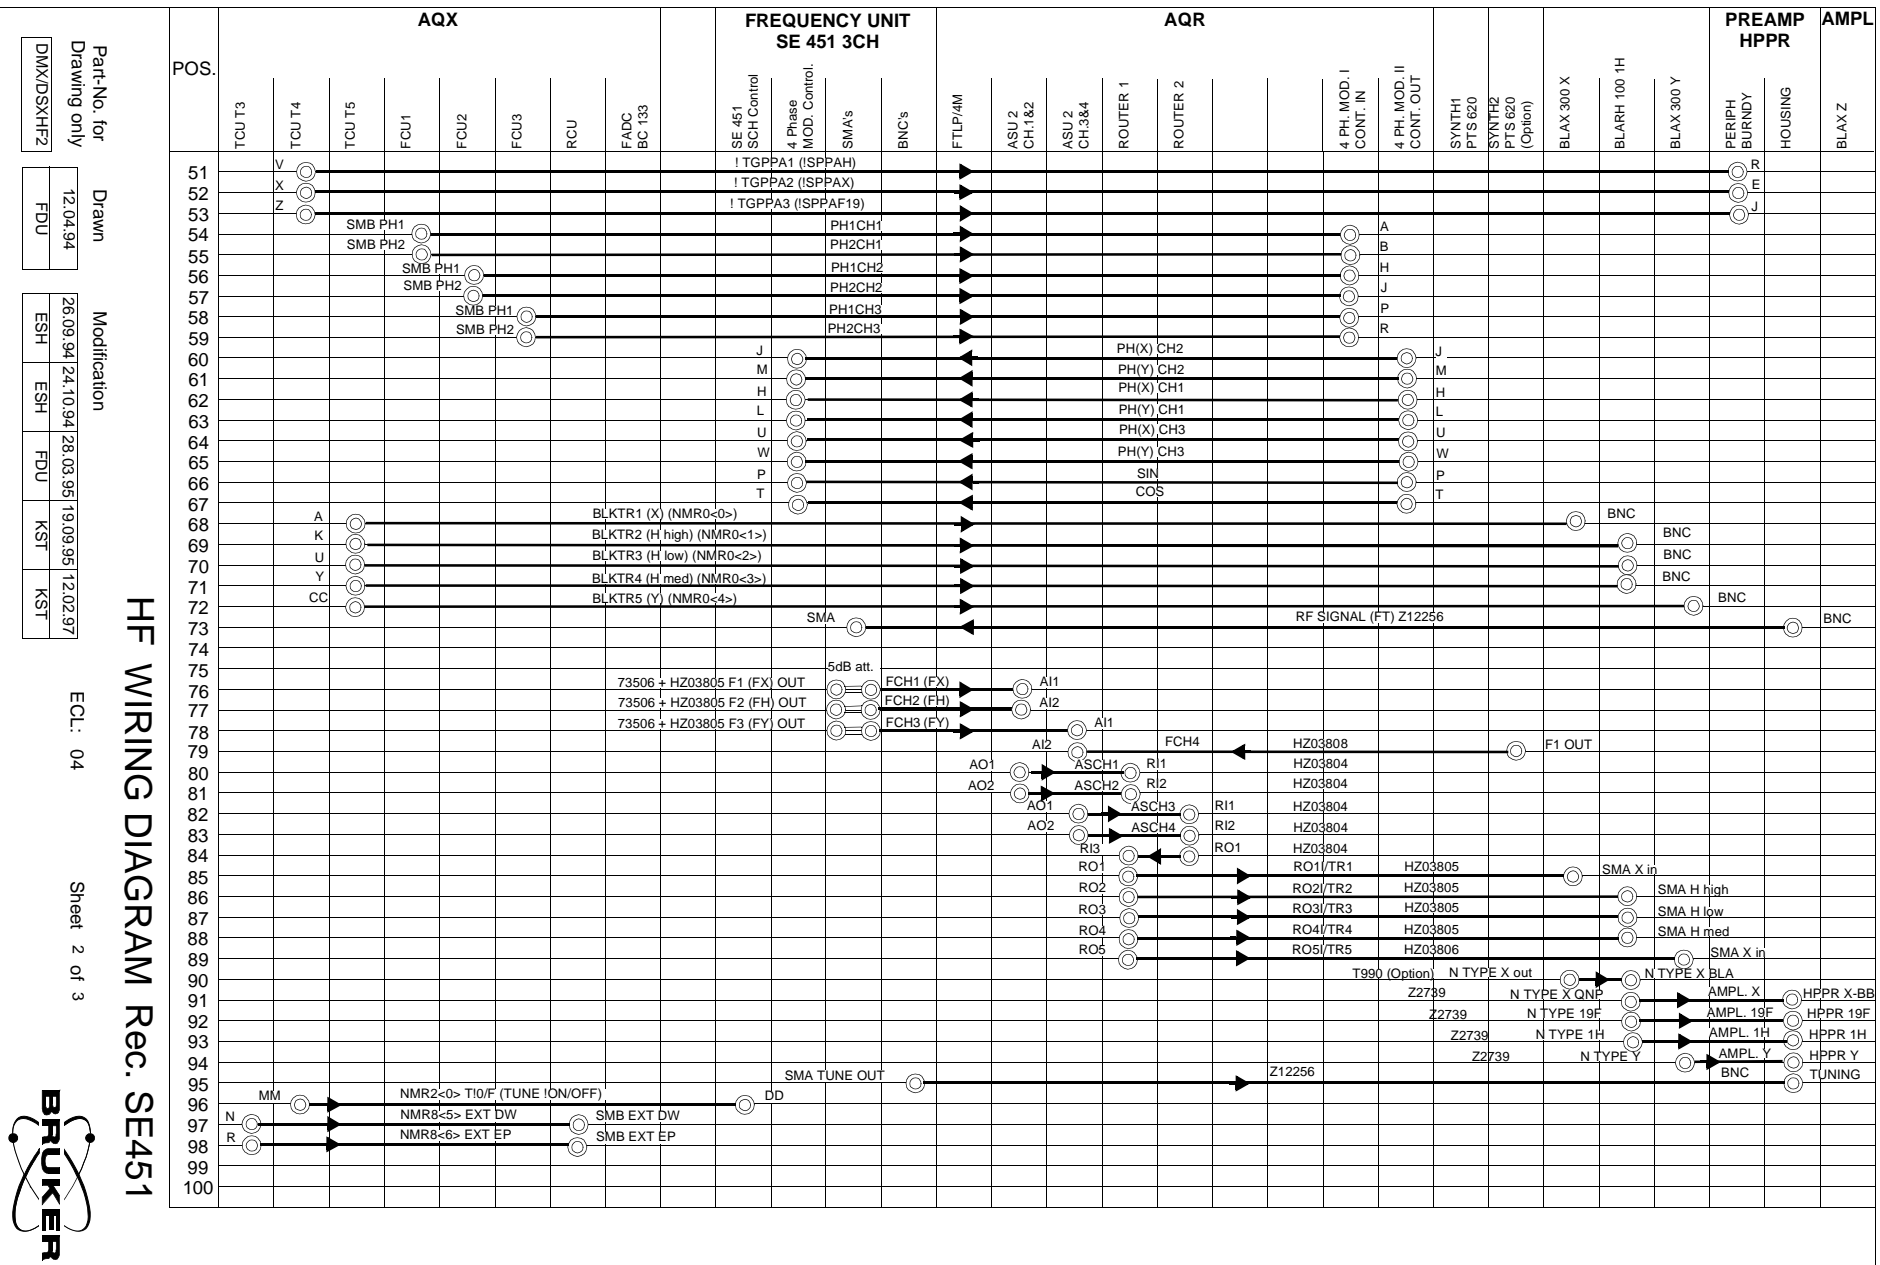 AQX
FREQUENCY UNIT
SE 451 3CH
AQR
PREAMP
HPPR
AMPL
POS.
TCU T3
TCU T4
TCU T5
FCU1
FCU2
FCU3
RCU
FADC
BC 133
SE 451
SCH Control
4 Phase
MOD. Control.
SMA's
BNC's
FTLP/4M
ASU 2
CH.1&2
ASU 2
CH.3&4
ROUTER 1
ROUTER 2
4 PH. MOD. I
CONT. IN
4 PH. MOD. II
CONT. OUT
SYNTH1
PTS 620
SYNTH2
PTS 620
(Option)
BLAX 300 X
BLARH 100 1H
BLAX 300 Y
PERIPH
BURNDY
HOUSING
BLAX Z
51 V ! TGPPA1 (!SPPAH) R
52 X ! TGPPA2 (!SPPAX) E
53 Z ! TGPPA3 (!SPPAF19) J
54 SMB PH1 PH1CH1 A
55 SMB PH2 PH2CH1 B
56 SMB PH1 PH1CH2 H
57 SMB PH2 PH2CH2 J
58 SMB PH1 PH1CH3 P
59 SMB PH2 PH2CH3 R
60 J PH(X) CH2 J
61 M PH(Y) CH2 M
62 H PH(X) CH1 H
63 L PH(Y) CH1 L
64 U PH(X) CH3 U
65 W PH(Y) CH3 W
66 P SIN P
67 T COS T
68 A BLKTR1 (X) (NMR0<0>) BNC
69 K BLKTR2 (H high) (NMR0<1>) BNC
70 U BLKTR3 (H low) (NMR0<2>) BNC
71 Y BLKTR4 (H med) (NMR0<3>) BNC
72 CC BLKTR5 (Y) (NMR0<4>) BNC
73 SMA RF SIGNAL (FT) Z12256 BNC
74
75 5dB att.
76 73506 + HZ03805 F1 (FX) OUT FCH1 (FX) AI1
77 73506 + HZ03805 F2 (FH) OUT FCH2 (FH) AI2
78 73506 + HZ03805 F3 (FY) OUT FCH3 (FY) AI1
79 AI2 FCH4 HZ03808 F1 OUT
80 AO1 ASCH1 RI1 HZ03804
81 AO2 ASCH2 RI2 HZ03804
82 AO1 ASCH3 RI1 HZ03804
83 AO2 ASCH4 RI2 HZ03804
84 RI3 RO1 HZ03804
85 RO1 RO1I/TR1 HZ03805 SMA X in
86 RO2 RO2I/TR2 HZ03805 SMA H high
87 RO3 RO3I/TR3 HZ03805 SMA H low
88 RO4 RO4I/TR4 HZ03805 SMA H med
89 RO5 RO5I/TR5 HZ03806 SMA X in
90 T990 (Option) N TYPE X out N TYPE X BLA
91 Z2739 N TYPE X QNP AMPL. X HPPR X-BB
92 Z2739 N TYPE 19F AMPL. 19F HPPR 19F
93 Z2739 N TYPE 1H AMPL. 1H HPPR 1H
94 Z2739 N TYPE Y AMPL. Y HPPR Y
95 SMA TUNE OUT Z12256 BNC TUNING
96 MM NMR2<0> T!0/F (TUNE !ON/OFF) DD
97 N NMR8<5> EXT DW SMB EXT DW
98 R NMR8<6> EXT EP SMB EXT EP
99
100
Part-No. for
Drawing only
DMX/DSXHF2
Drawn
12.04.94
FDU
Modification
26.09.94 24.10.94 28.03.95 19.09.95 12.02.97
ESH ESH FDU KST KST
HF WIRING DIAGRAM Rec. SE451
ECL: 04
Sheet 2 of 3
BRUKER